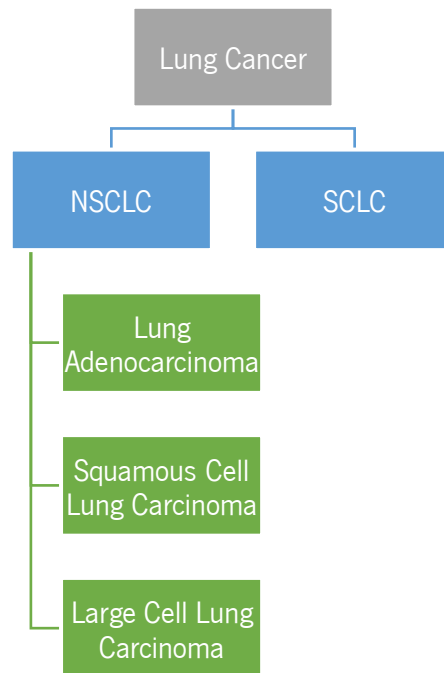 Lung Cancer
NSCLC
SCLC
Lung
Adenocarcinoma
Squamous Cell
Lung Carcinoma
Large Cell Lung
Carcinoma